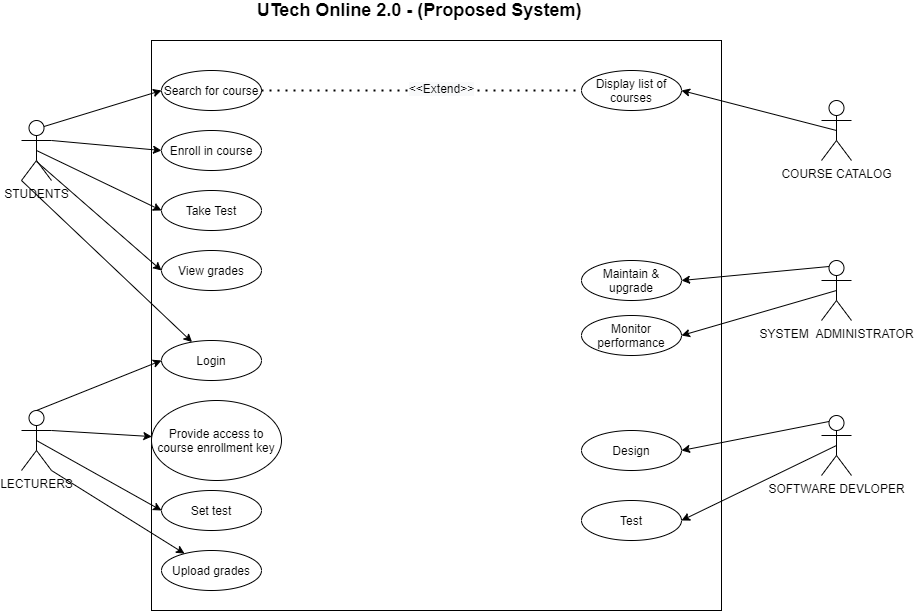 UTech Online 2.0 - (Proposed System)
Search for course
<<Extend>>
Display list of
courses
Enroll in course
COURSE CATALOG
STUDENTS
Take Test
View grades
Maintain &
upgrade
Monitor
performance
SYSTEM  ADMINISTRATOR
Login
Provide access to
course enrollment key
Design
LECTURERS
SOFTWARE DEVLOPER
Set test
Test
Upload grades